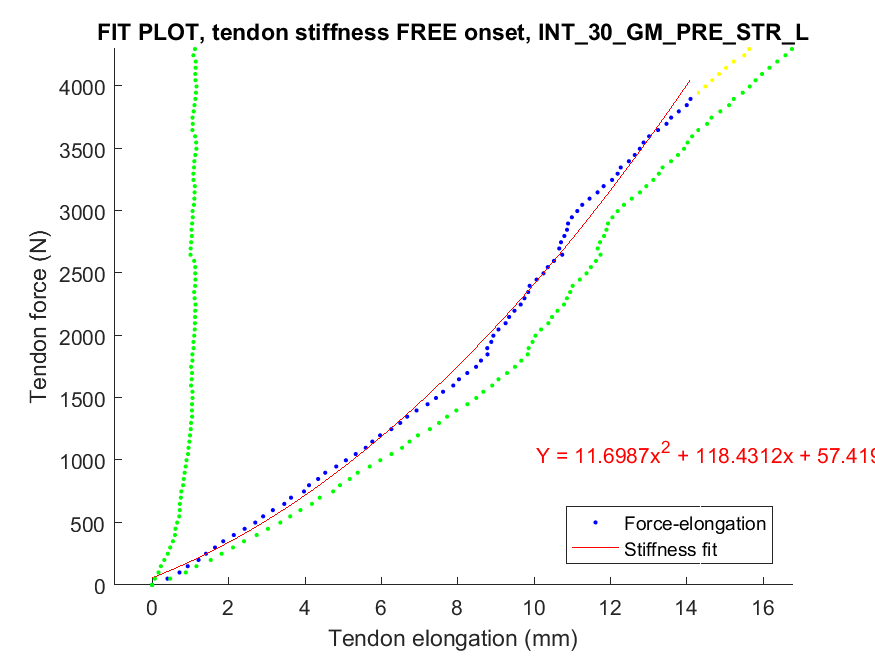 FIT PLOT, tendon stiffness FREE onset, INT_30_GM_PRE_STR_L
4000
3500
3000
2500
2000
1500
1000
500
0
Tendon force (N)
Y = 11.6987x² + 118.4312x + 57.419
Force-elongation
Stiffness fit
0 2 4 6 8 10 12 14 16
Tendon elongation (mm)